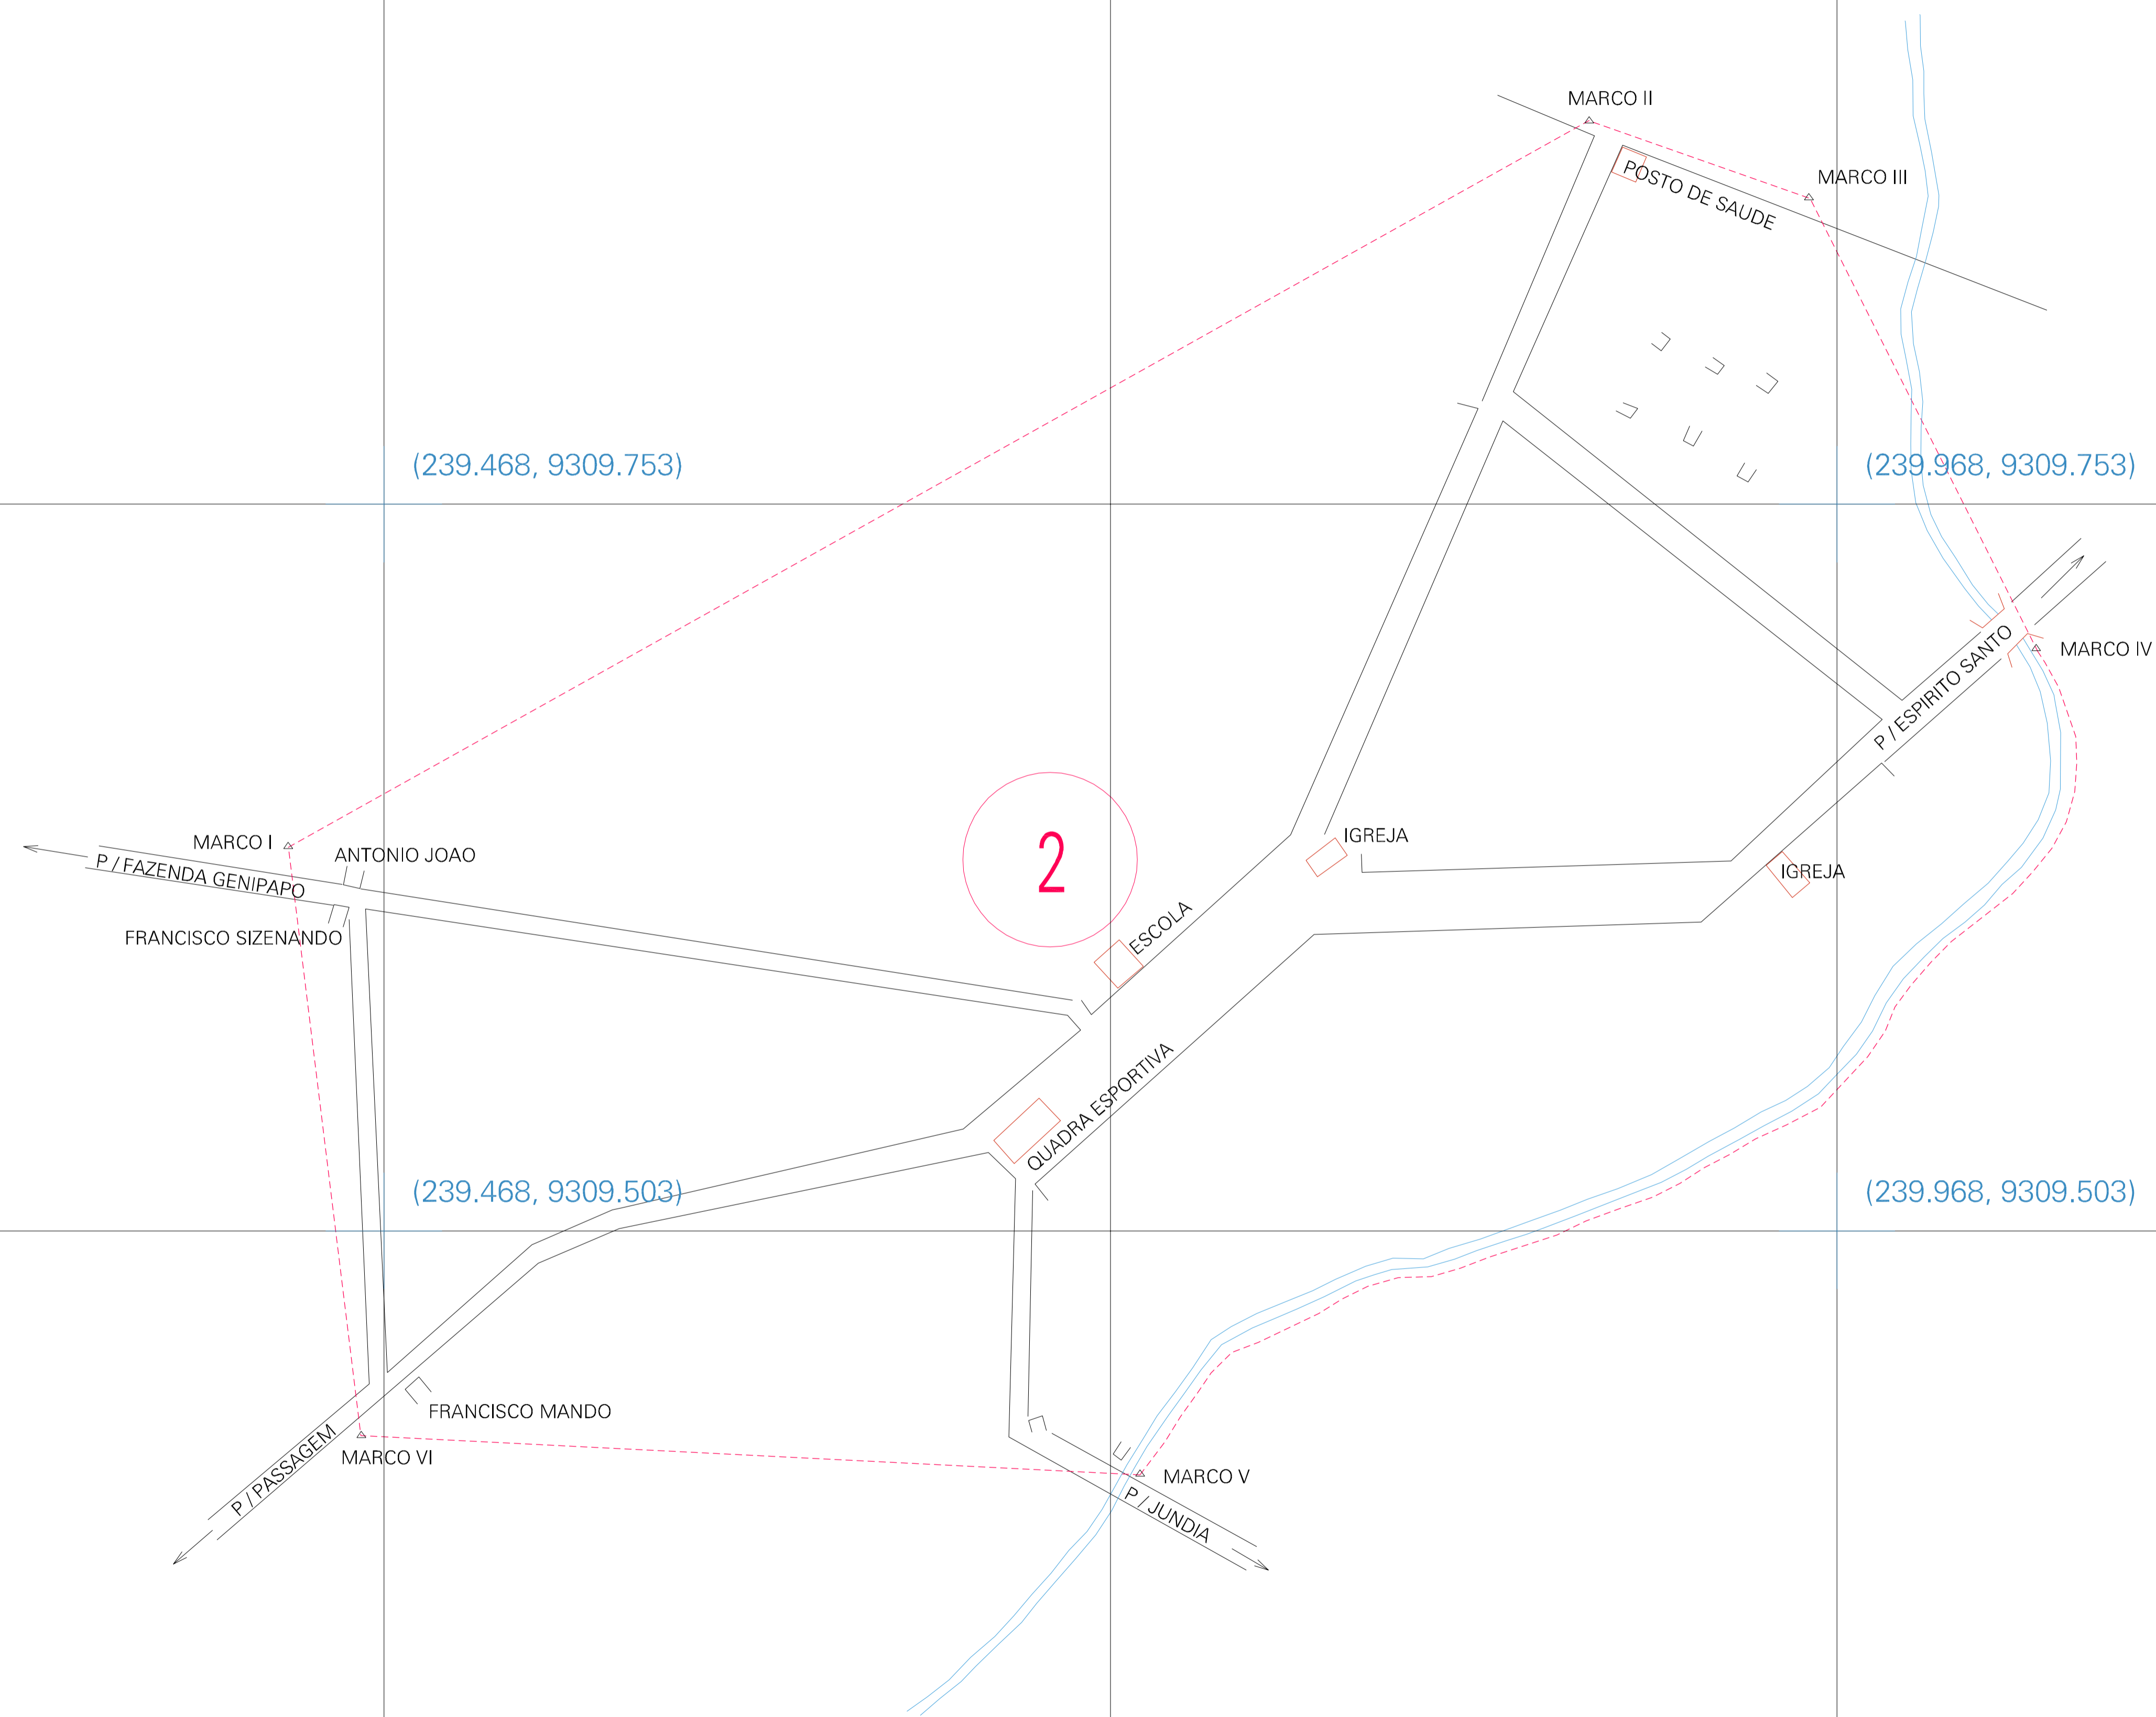 MARCO II
MARCO III
POSTO DE SAUDE
(239.468, 9309.753)
(239.968, 9309.753)
MARCO IV
P / ESPIRITO SANTO
MARCO I
ANTONIO JOAO
P / FAZENDA GENIPAPO
FRANCISCO SIZENANDO
2
IGREJA
IGREJA
ESCOLA
QUADRA ESPORTIVA
(239.468, 9309.503)
(239.968, 9309.503)
FRANCISCO MANDO
MARCO VI
P / PASSAGEM
MARCO V
P / JUNDIA